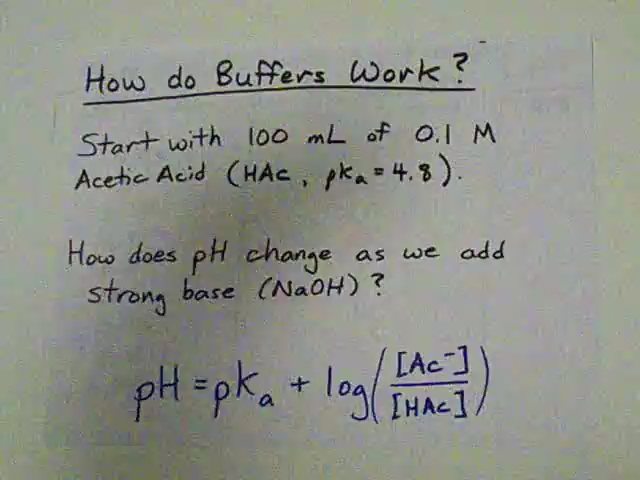 How do Buffers Work?
Start with 100 mL of 0.1 M
Acetic Acid (HAc, pka = 4.8).
How does pH change as we add
strong base (NaOH)?
pH = pka + log([Ac⁻]/[HAc])